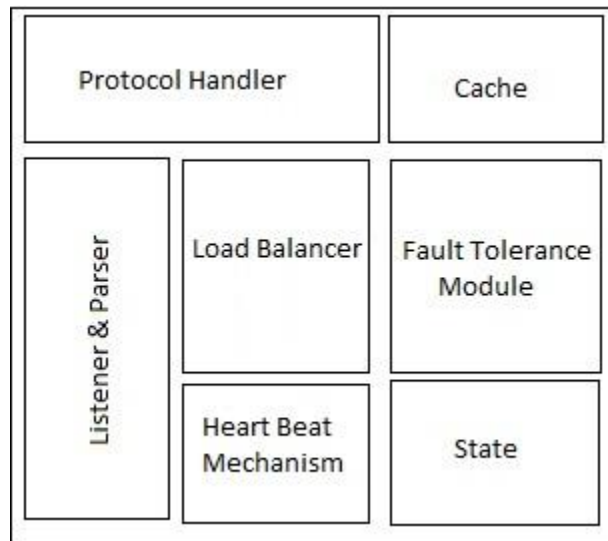 Protocol Handler
Cache
Listener & Parser
Load Balancer
Fault Tolerance
Module
Heart Beat
Mechanism
State